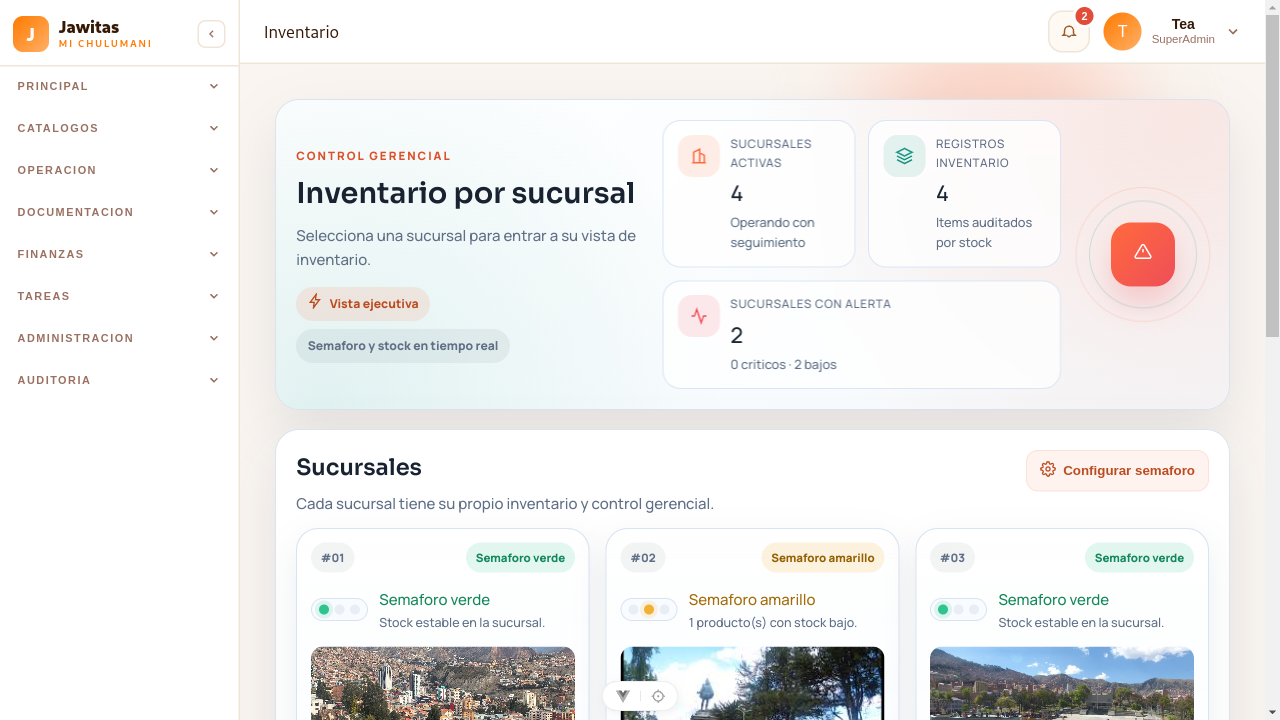 J
Jawitas
MI CHULUMANI
PRINCIPAL
CATALOGOS
OPERACION
DOCUMENTACION
FINANZAS
TAREAS
ADMINISTRACION
AUDITORIA
Inventario
2
T
Tea
SuperAdmin
CONTROL GERENCIAL
Inventario por sucursal
Selecciona una sucursal para entrar a su vista de
inventario.
Vista ejecutiva
Semaforo y stock en tiempo real
SUCURSALES
ACTIVAS
4
Operando con
seguimiento
REGISTROS
INVENTARIO
4
Items auditados
por stock
SUCURSALES CON ALERTA
2
0 criticos · 2 bajos
Sucursales
Cada sucursal tiene su propio inventario y control gerencial.
Configurar semaforo
#01
Semaforo verde
Semaforo verde
Stock estable en la sucursal.
#02
Semaforo amarillo
Semaforo amarillo
1 producto(s) con stock bajo.
#03
Semaforo verde
Semaforo verde
Stock estable en la sucursal.